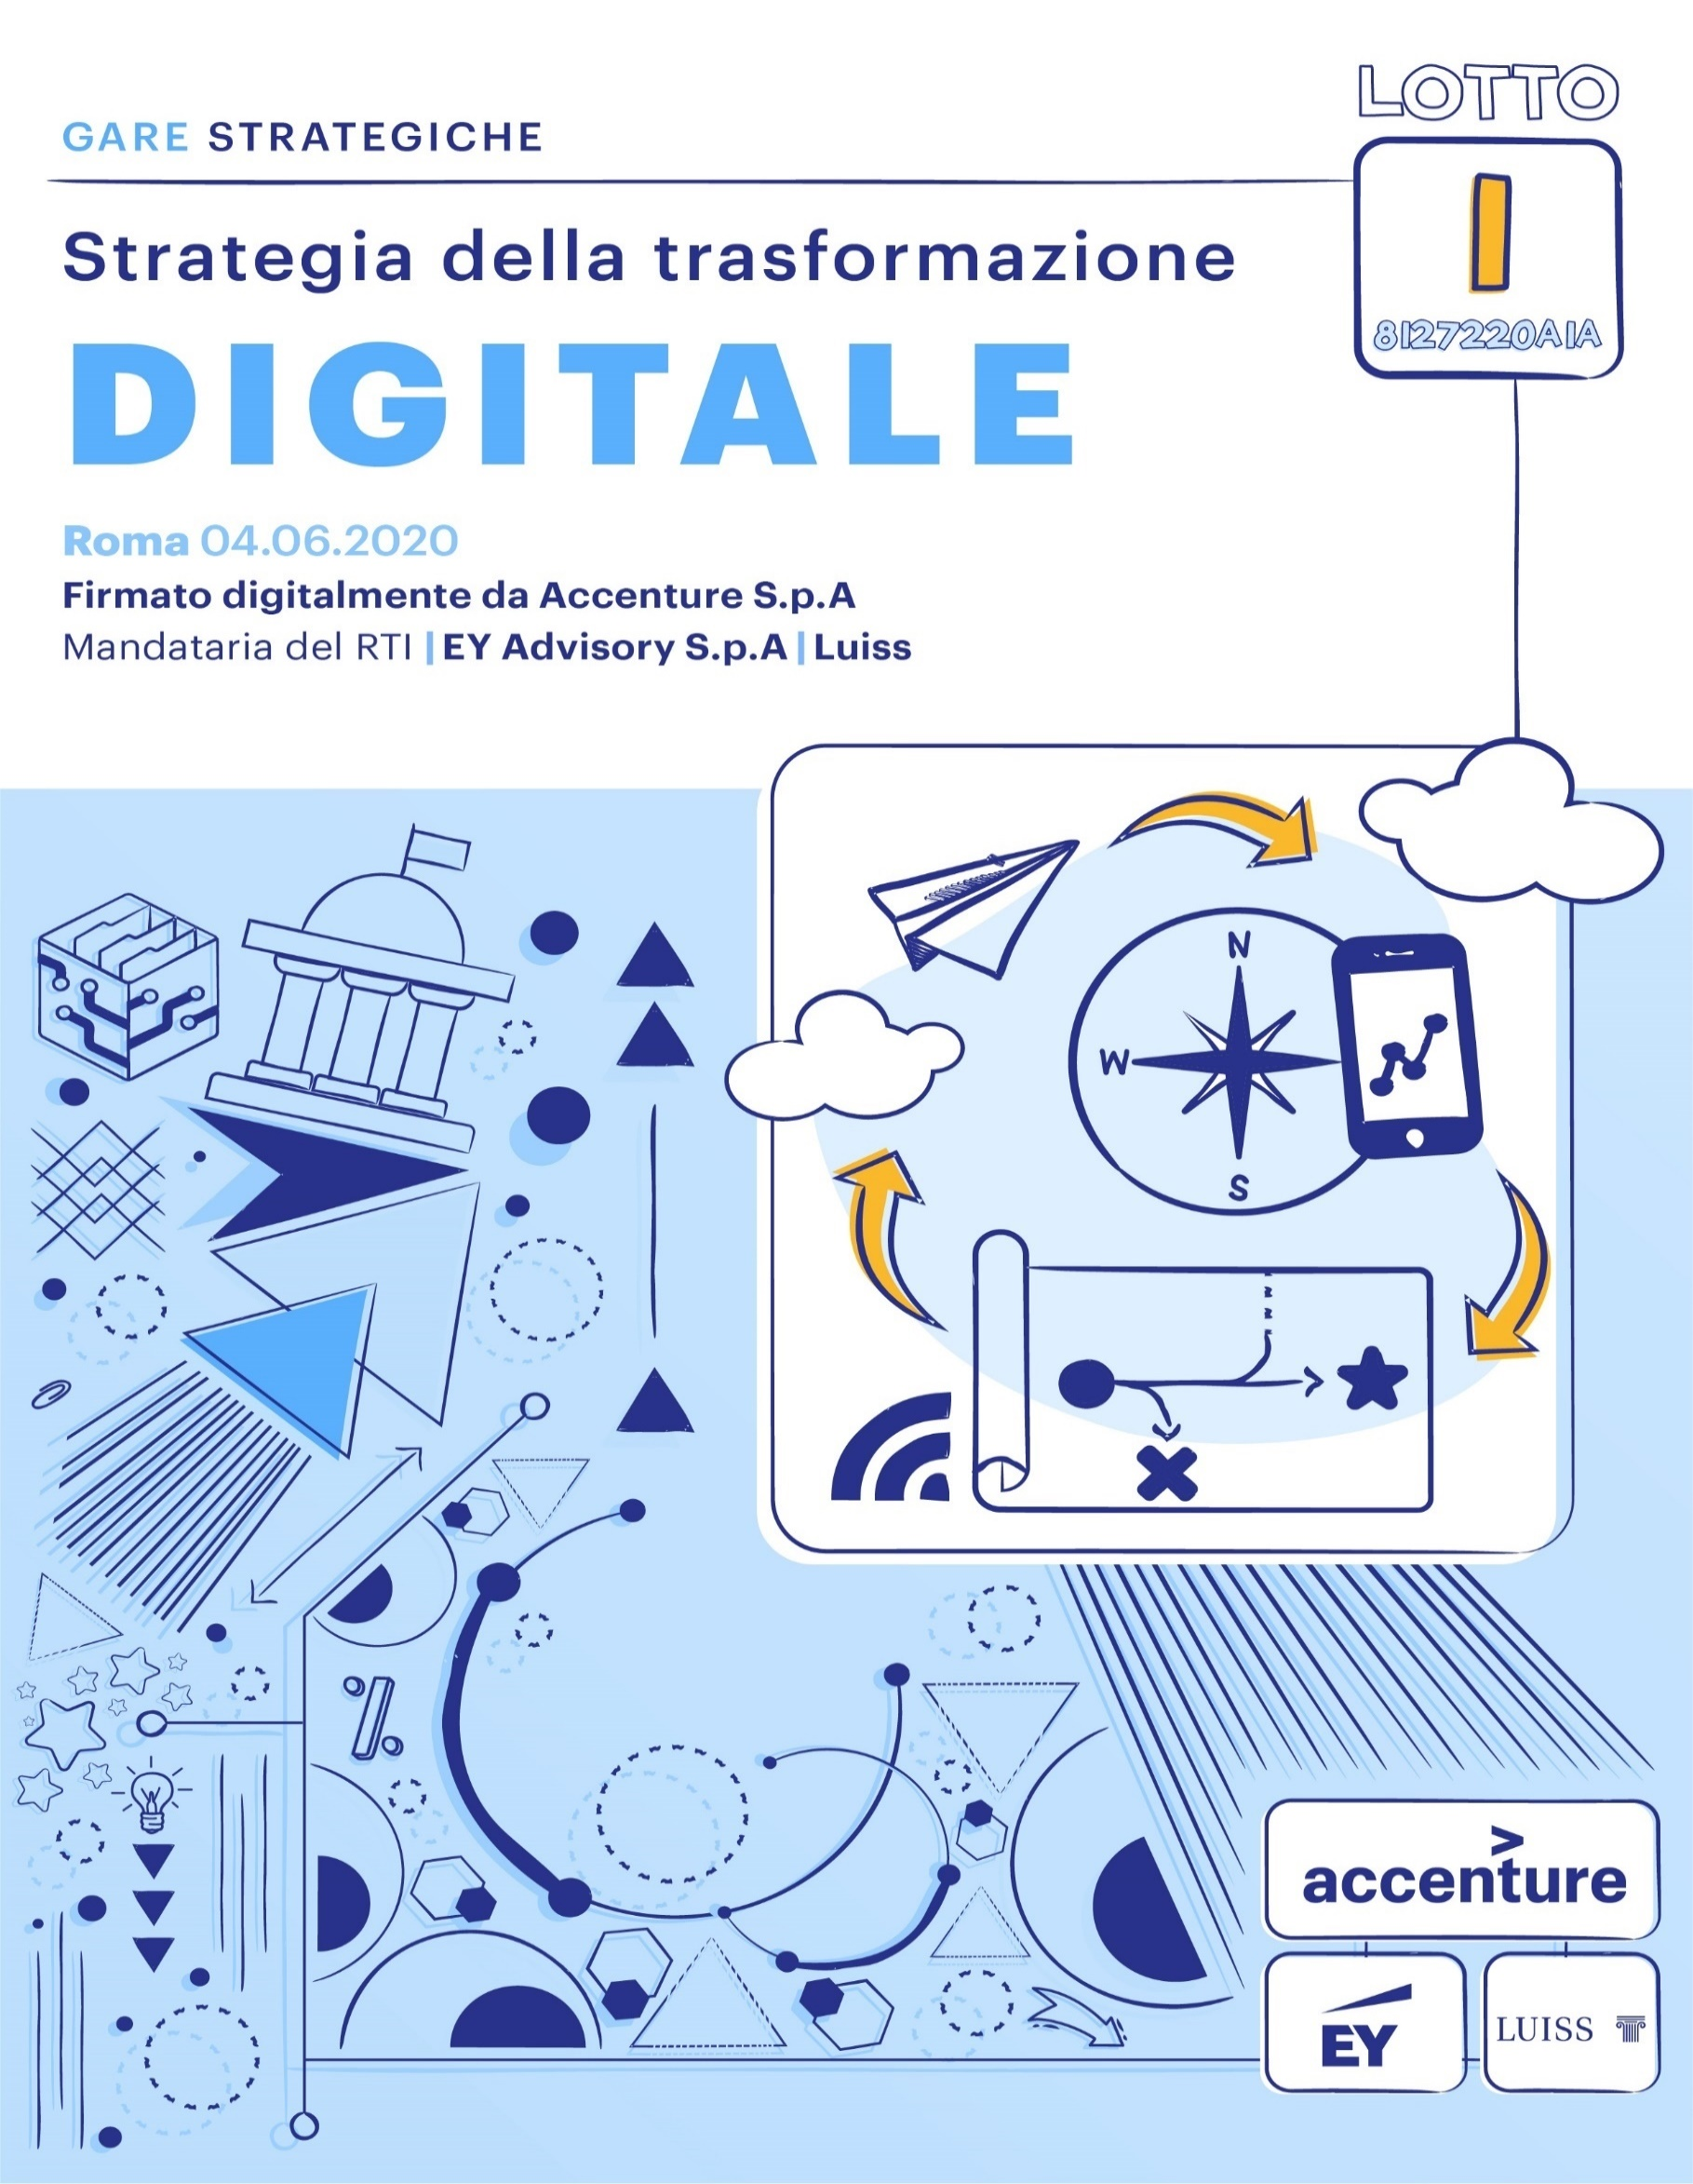 LOTTO
GARE STRATEGICHE
1
8127220A1A
Strategia della trasformazione
DIGITALE
Roma 04.06.2020
Firmato digitalmente da Accenture S.p.A
Mandataria del RTI | EY Advisory S.p.A | Luiss
N
W
S
%
>
accenture
EY
LUISS